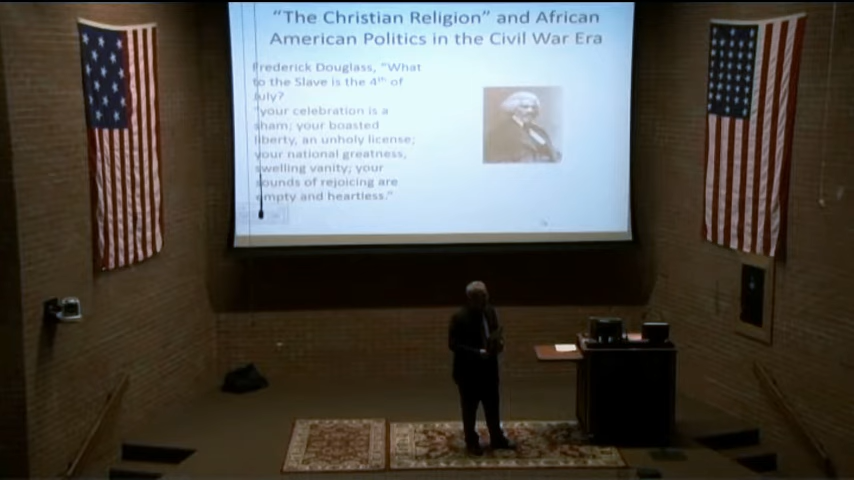 "The Christian Religion" and African
American Politics in the Civil War Era
Frederick Douglass, "What
to the Slave is the 4th of
July?
"your celebration is a
sham; your boasted
liberty, an unholy license;
your national greatness,
swelling vanity; your
sounds of rejoicing are
empty and heartless."